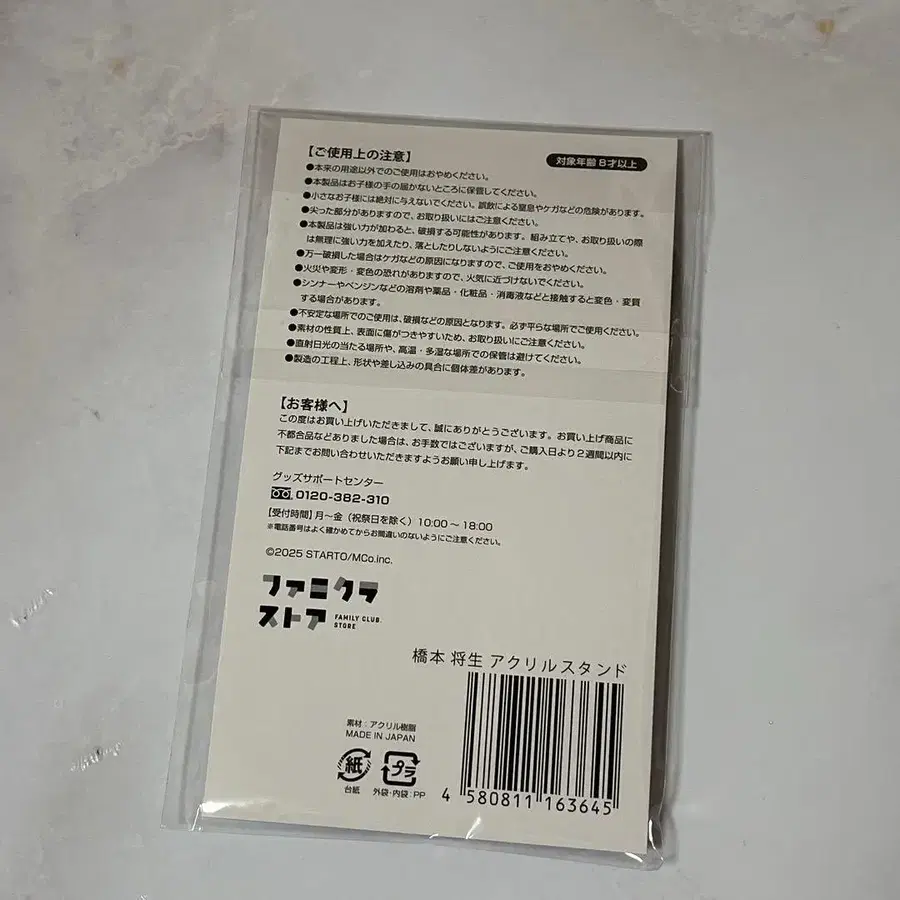 【ご使用上の注意】
対象年齢 8才以上
●本来の用途以外でのご使用はおやめください。
●本製品はお子様の手の届かないところに保管してください。
●小さなお子様には絶対に与えないでください。誤飲による窒息やケガなどの危険があります。
●尖った部分がありますので、お取り扱いにはご注意ください。
●本製品は強い力が加わると、破損する可能性があります。組み立てや、お取り扱いの際
は無理に強い力を加えたり、落としたりしないようにご注意ください。
●万一破損した場合はケガなどの原因になりますので、ご使用をおやめください。
●火災や変形・変色の恐れがありますので、火気に近づけないでください。
●シンナーやベンジンなどの溶剤や薬品・化粧品・消毒液などと接触すると変色・変質
する場合があります。
●不安定な場所でのご使用は、破損などの原因となります。必ず平らな場所でご使用ください。
●素材の性質上、表面に傷がつきやすいため、お取り扱いにご注意ください。
●直射日光の当たる場所や、高温・多湿な場所での保管は避けてください。
●製造の工程上、形状や差し込みの具合に個体差があります。
【お客様へ】
この度はお買い上げいただきまして、誠にありがとうございます。お買い上げ商品に
不都合品などありました場合は、お手数ではございますが、ご購入日より2週間以内に
下記までお問い合わせいただきますようお願い申し上げます。
グッズサポートセンター
0120-382-310
【受付時間】月～金（祝祭日を除く）10:00～18:00
※電話番号はよく確かめてからお間違いのないようにご注意ください。
©2025 STARTO/MCo.inc.
ファミクラ
ストア
FAMILY CLUB.
STORE
橋本 将生 アクリルスタンド
素材：アクリル樹脂
MADE IN JAPAN
紙
プラ
台紙
外袋・内袋：PP
4 580811 163645